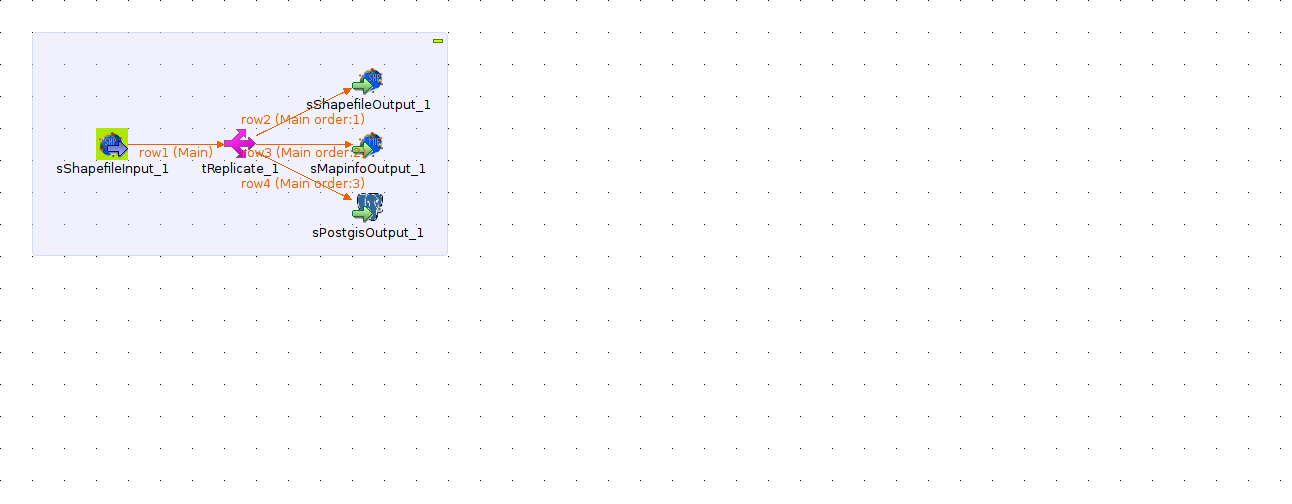 sShapefileOutput_1
row2 (Main order:1)
row1 (Main)
row3 (Main order:2
sShapefileInput_1
tReplicate_1
sMapinfoOutput_1
row4 (Main order:3)
sPostgisOutput_1